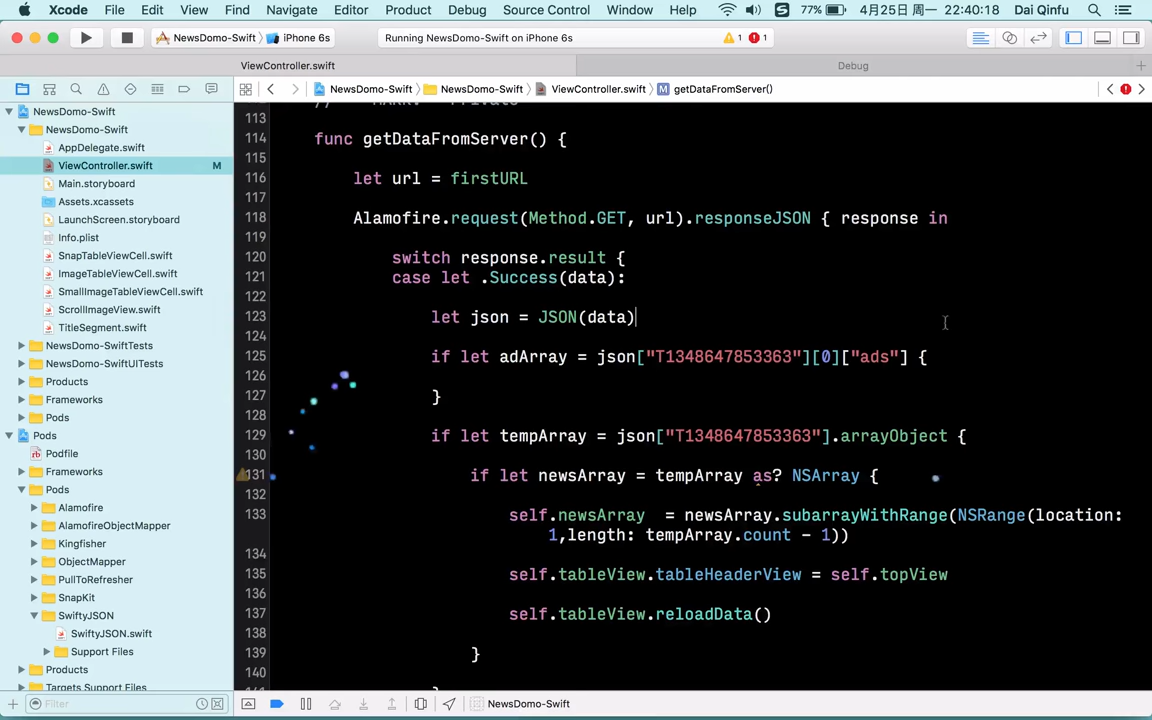 Xcode File Edit View Find Navigate Editor Product Debug Source Control Window Help 77% 4月25日 周一 22:40:18 Dai Qinfu
NewsDomo-Swift iPhone 6s Running NewsDomo-Swift on iPhone 6s 1 1
ViewController.swift Debug
NewsDomo-Swift NewsDomo-Swift ViewController.swift M getDataFromServer()
NewsDomo-Swift
NewsDomo-Swift
AppDelegate.swift
ViewController.swift M
Main.storyboard
Assets.xcassets
LaunchScreen.storyboard
Info.plist
SnapTableViewCell.swift
ImageTableViewCell.swift
SmallImageTableViewCell.swift
ScrollImageView.swift
TitleSegment.swift
NewsDomo-SwiftTests
NewsDomo-SwiftUITests
Products
Frameworks
Pods
Pods
Podfile
Frameworks
Pods
Alamofire
AlamofireObjectMapper
Kingfisher
ObjectMapper
PullToRefresher
SnapKit
SwiftyJSON
SwiftyJSON.swift
Support Files
Products
Targets Support Files
Filter
113
114 func getDataFromServer() {
115
116 let url = firstURL
117
118 Alamofire.request(Method.GET, url).responseJSON { response in
119
120 switch response.result {
121 case let .Success(data):
122
123 let json = JSON(data)
124
125 if let adArray = json["T1348647853363"][0]["ads"] {
126
127 }
128
129 if let tempArray = json["T1348647853363"].arrayObject {
130
131 if let newsArray = tempArray as? NSArray {
132
133 self.newsArray = newsArray.subarrayWithRange(NSRange(location:
1,length: tempArray.count - 1))
134
135 self.tableView.tableHeaderView = self.topView
136
137 self.tableView.reloadData()
138
139 }
140
NewsDomo-Swift